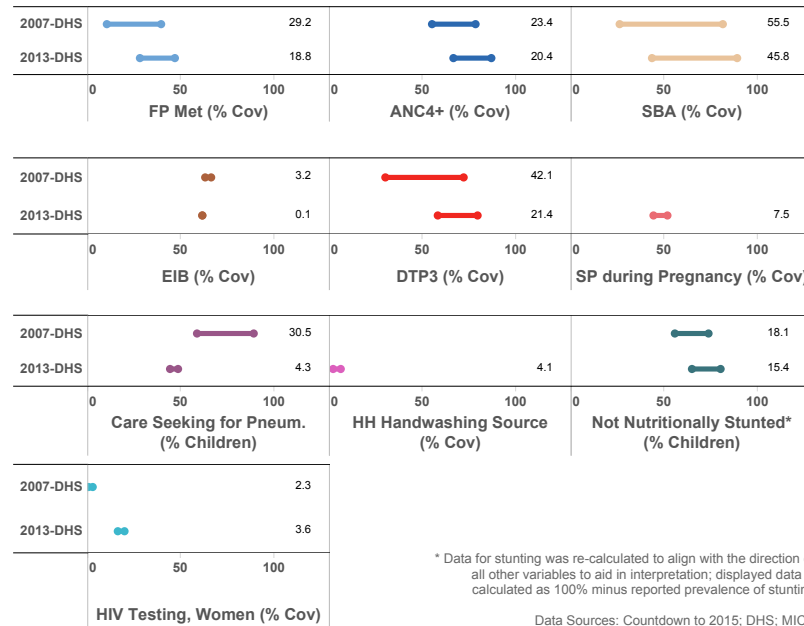 2007-DHS 29.2 23.4 55.5
2013-DHS 18.8 20.4 45.8
0 50 100 0 50 100 0 50 100
FP Met (% Cov) ANC4+ (% Cov) SBA (% Cov)
2007-DHS 3.2 42.1
2013-DHS 0.1 21.4 7.5
0 50 100 0 50 100 0 50 100
EIB (% Cov) DTP3 (% Cov) SP during Pregnancy (% Cov)
2007-DHS 30.5 18.1
2013-DHS 4.3 4.1 15.4
0 50 100 0 50 100 0 50 100
Care Seeking for Pneum. HH Handwashing Source Not Nutritionally Stunted*
(% Children) (% Cov) (% Children)
2007-DHS 2.3
2013-DHS 3.6
0 50 100
HIV Testing, Women (% Cov)
* Data for stunting was re-calculated to align with the direction
all other variables to aid in interpretation; displayed data
calculated as 100% minus reported prevalence of
Data Sources: Countdown to 2015; DHS;